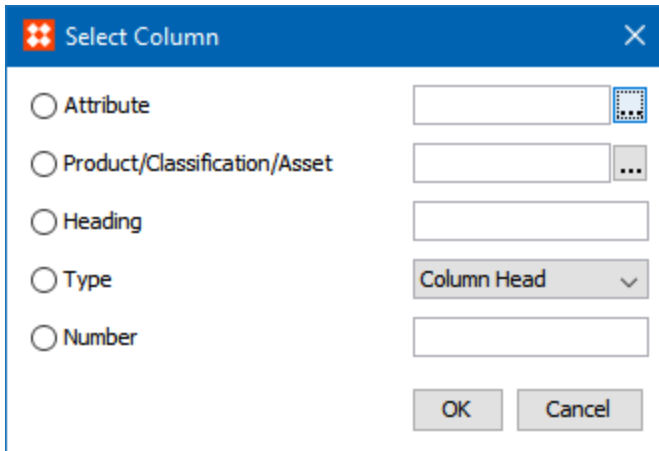 Select Column
Attribute ...
Product/Classification/Asset ...
Heading
Type Column Head
Number
OK Cancel